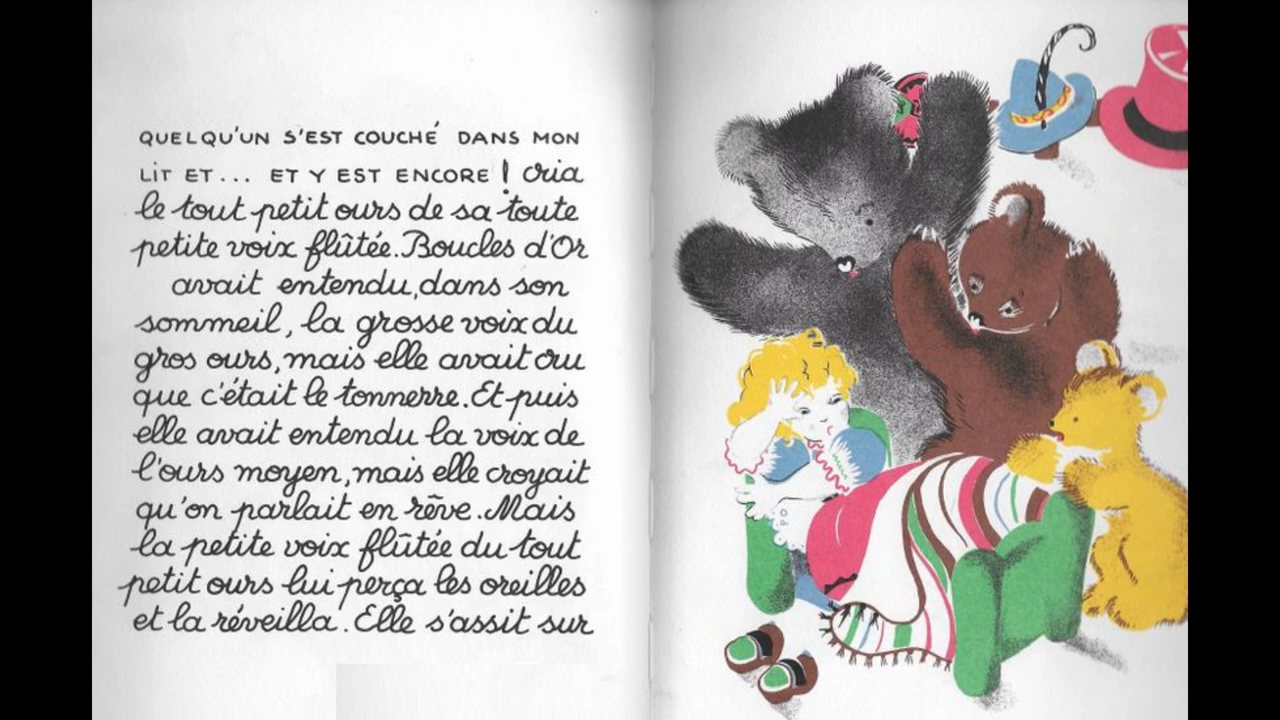 QUELQU'UN S'EST COUCHÉ DANS MON
LIT ET... ET Y EST ENCORE ! cria
le tout petit ours de sa toute
petite voix flûtée. Boucles d'Or
avait entendu, dans son
sommeil, la grosse voix du
gros ours, mais elle avait cru
que c'était le tonnerre. Et puis
elle avait entendu la voix de
l'ours moyen, mais elle croyait
qu'on parlait en rêve. Mais
la petite voix flûtée du tout
petit ours lui perça les oreilles
et la réveilla. Elle s'assit sur